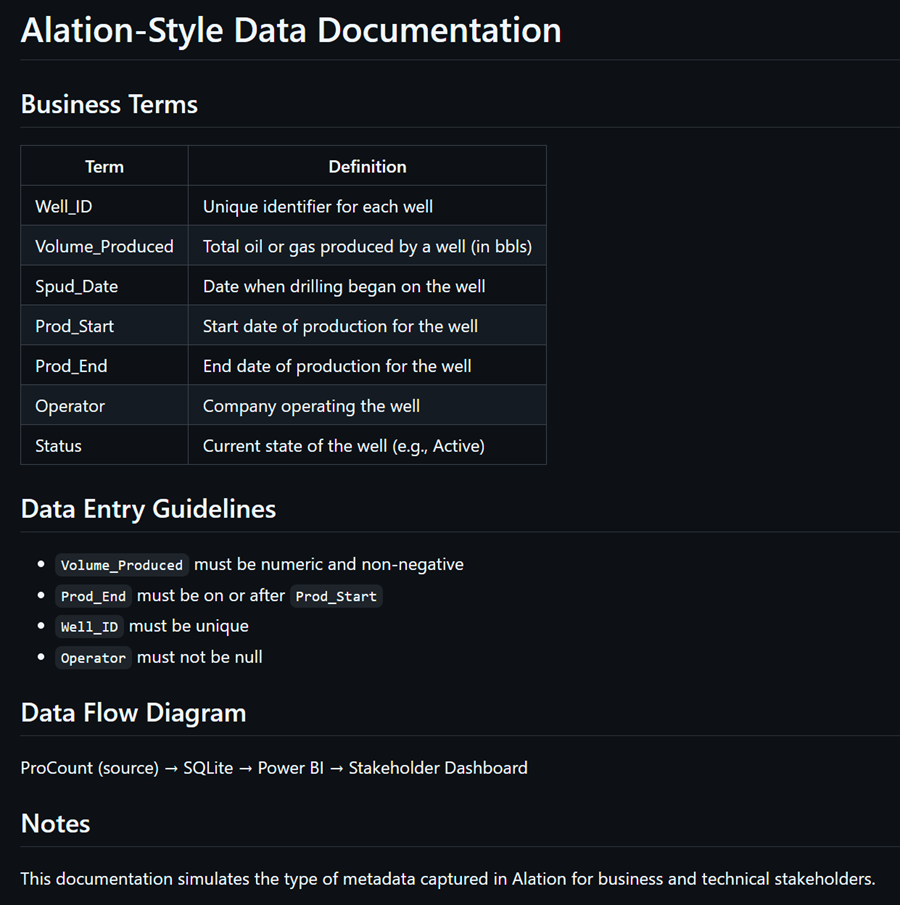 Alation-Style Data Documentation
Business Terms
Term Definition
Well_ID Unique identifier for each well
Volume_Produced Total oil or gas produced by a well (in bbls)
Spud_Date Date when drilling began on the well
Prod_Start Start date of production for the well
Prod_End End date of production for the well
Operator Company operating the well
Status Current state of the well (e.g., Active)
Data Entry Guidelines
• Volume_Produced must be numeric and non-negative
• Prod_End must be on or after Prod_Start
• Well_ID must be unique
• Operator must not be null
Data Flow Diagram
ProCount (source) → SQLite → Power BI → Stakeholder Dashboard
Notes
This documentation simulates the type of metadata captured in Alation for business and technical stakeholders.